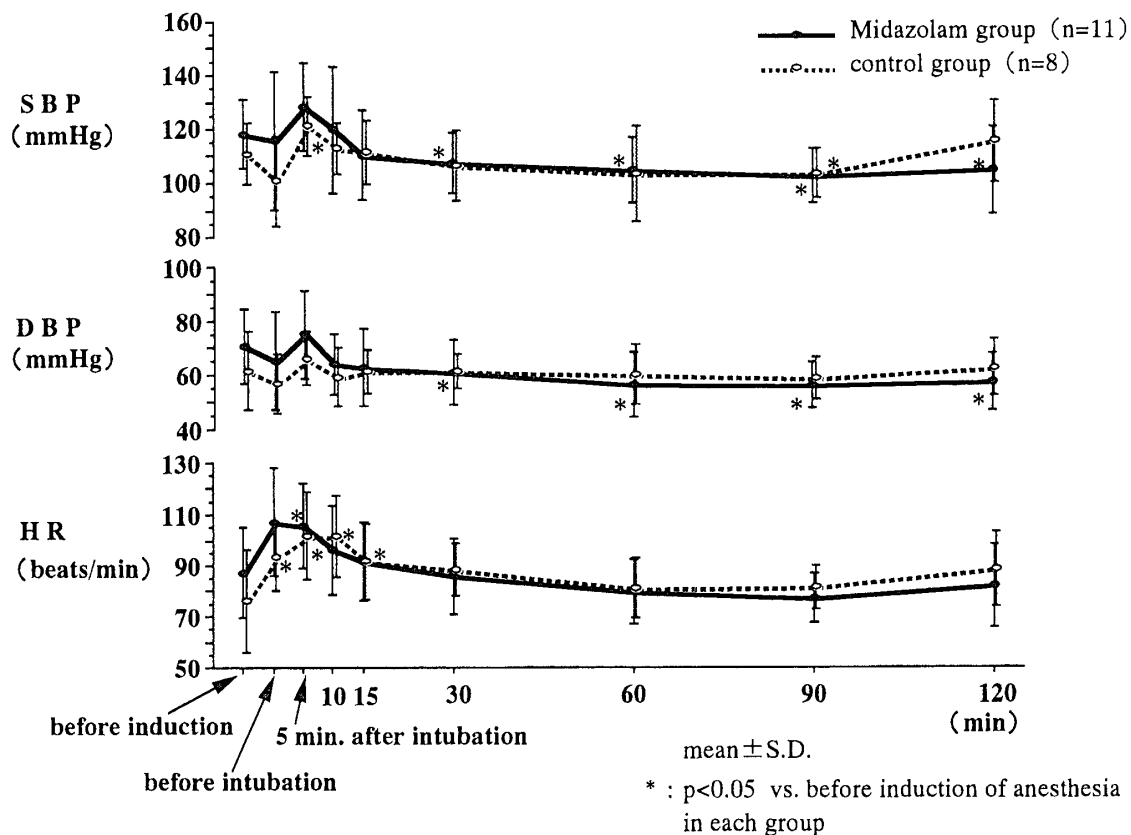 Midazolam group (n=11)
control group (n=8)
SBP
(mmHg)
160
140
120
100
80
* * * * * *
DBP
(mmHg)
100
80
60
40
* * * *
HR
(beats/min)
130
110
90
70
50
* * * * *
10 15 30 60 90 120
(min)
before induction
before intubation
5 min. after intubation
mean±S.D.
* : p<0.05 vs. before induction of anesthesia
in each group